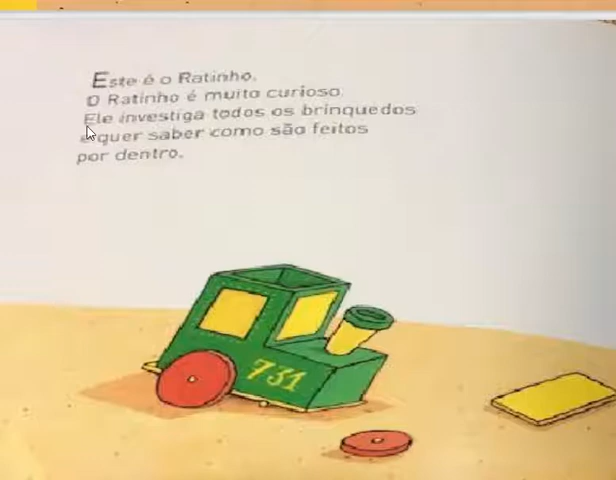 Este é o Ratinho.
O Ratinho é muito curioso.
Ele investiga todos os brinquedos
e quer saber como são feitos
por dentro.
731